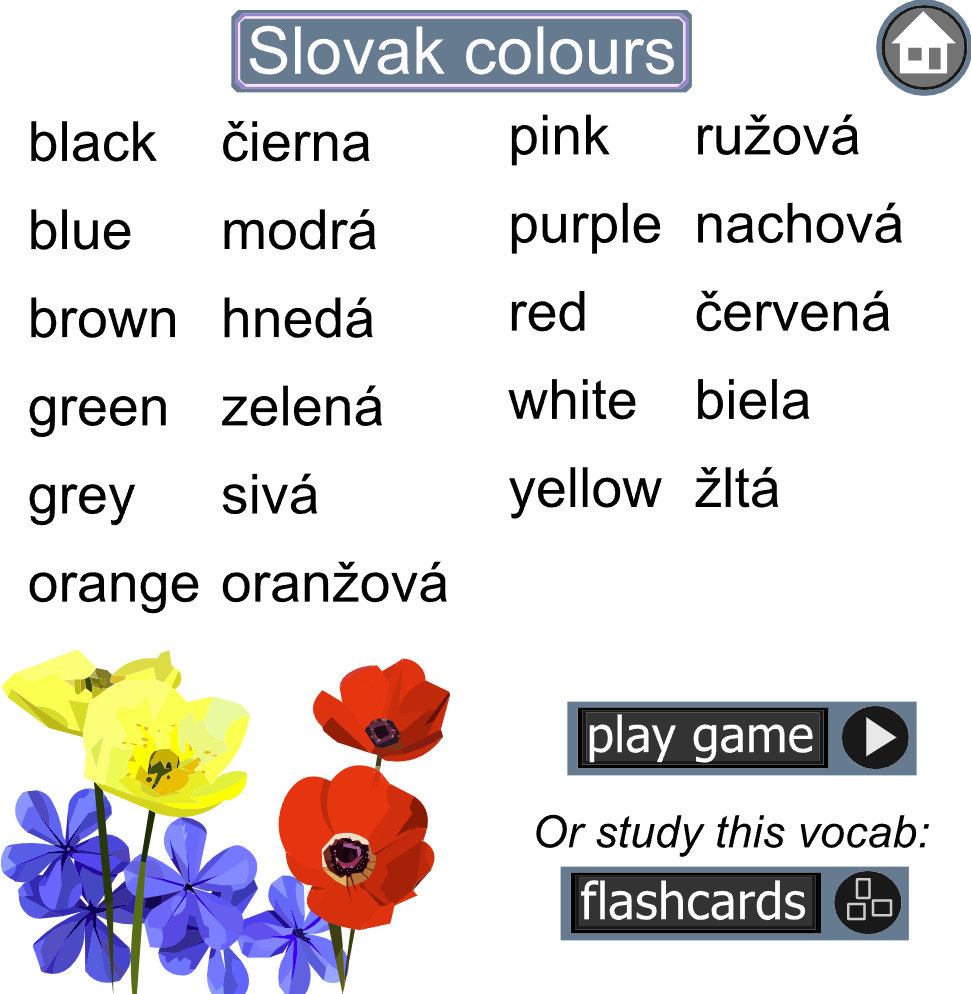 Slovak colours
black čierna
blue modrá
brown hnedá
green zelená
grey sivá
orange oranžová
pink ružová
purple nachová
red červená
white biela
yellow žltá
play game
Or study this vocab:
flashcards